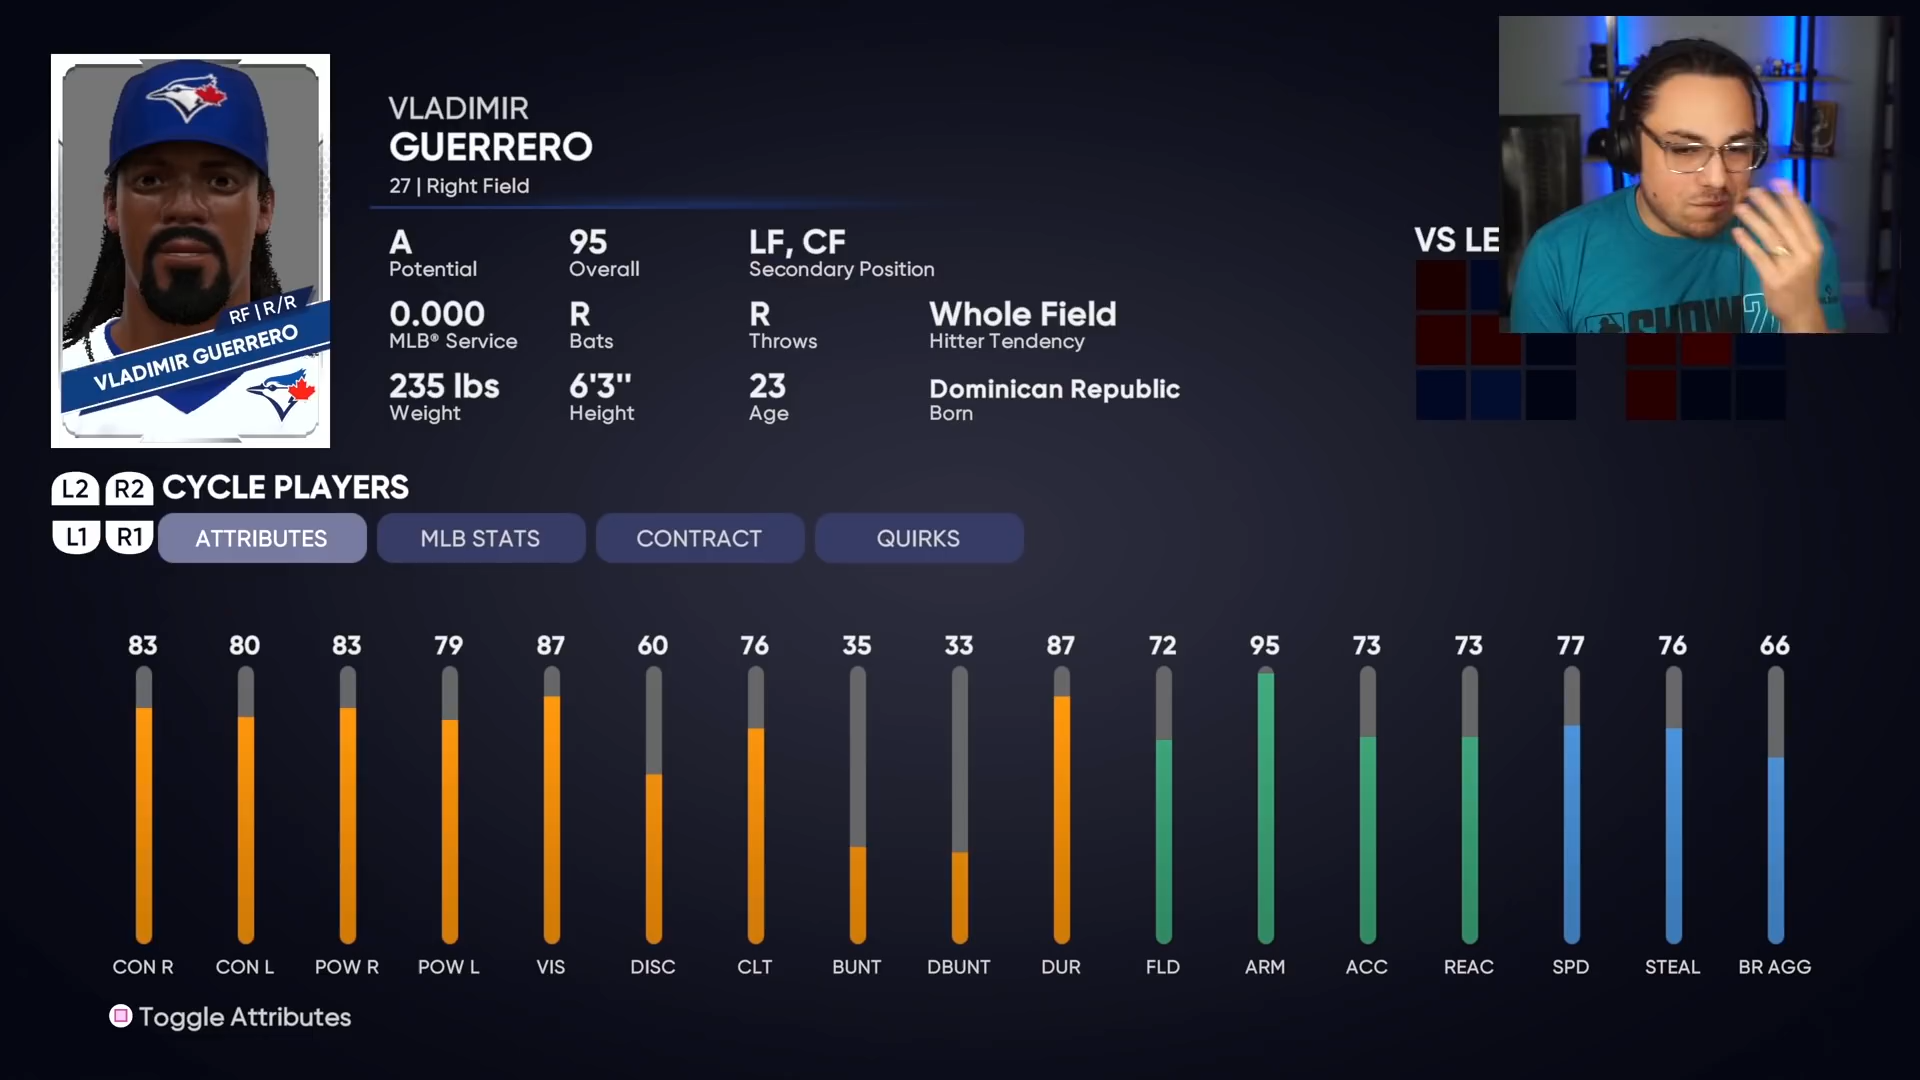 VLADIMIR
GUERRERO
27 | Right Field
A
Potential
95
Overall
LF, CF
Secondary Position
0.000
MLB® Service
R
Bats
R
Throws
Whole Field
Hitter Tendency
235 lbs
Weight
6'3"
Height
23
Age
Dominican Republic
Born
VS LE
SHOW 2
RF | R/R
VLADIMIR GUERRERO
L2 R2 CYCLE PLAYERS
L1 R1 ATTRIBUTES MLB STATS CONTRACT QUIRKS
83 80 83 79 87 60 76 35 33 87 72 95 73 73 77 76 66
CON R CON L POW R POW L VIS DISC CLT BUNT DBUNT DUR FLD ARM ACC REAC SPD STEAL BR AGG
Toggle Attributes